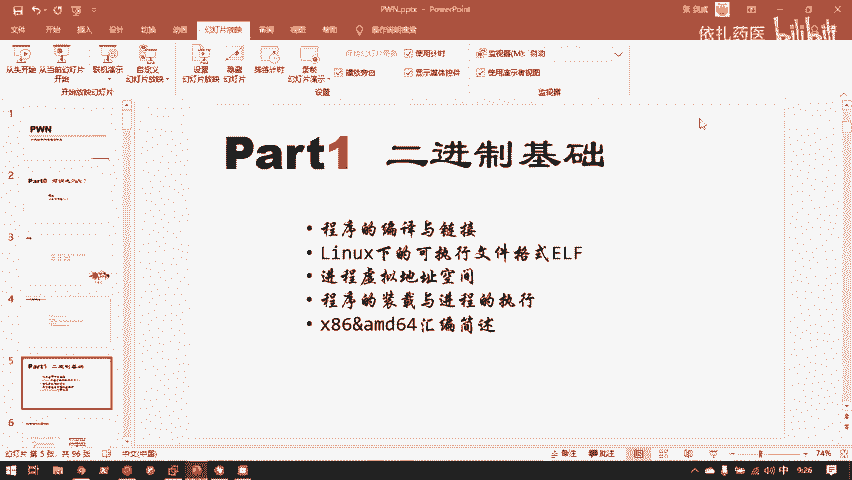 PWN.pptx - PowerPoint
依扎药医 bilibili
文件 开始 插入 设计 切换 动画 幻灯片放映 审阅 视图 帮助 操作说明搜索
从头开始 从当前幻灯片开始 联机演示 自定义幻灯片放映 设置幻灯片放映 隐藏幻灯片 排练计时 录制幻灯片演示
使用计时
监视器(M): 自动
播放旁白
显示媒体控件
使用演示者视图
开始放映幻灯片 设置 监视器
1
PWN
2
3
4
5
Part1 二进制基础
6
Part1 二进制基础
• 程序的编译与链接
• Linux下的可执行文件格式ELF
• 进程虚拟地址空间
• 程序的装载与进程的执行
• x86&amd64汇编简述
幻灯片 第 5 张，共 96 张 中文(中国) 备注 批注 74%
中 9:26